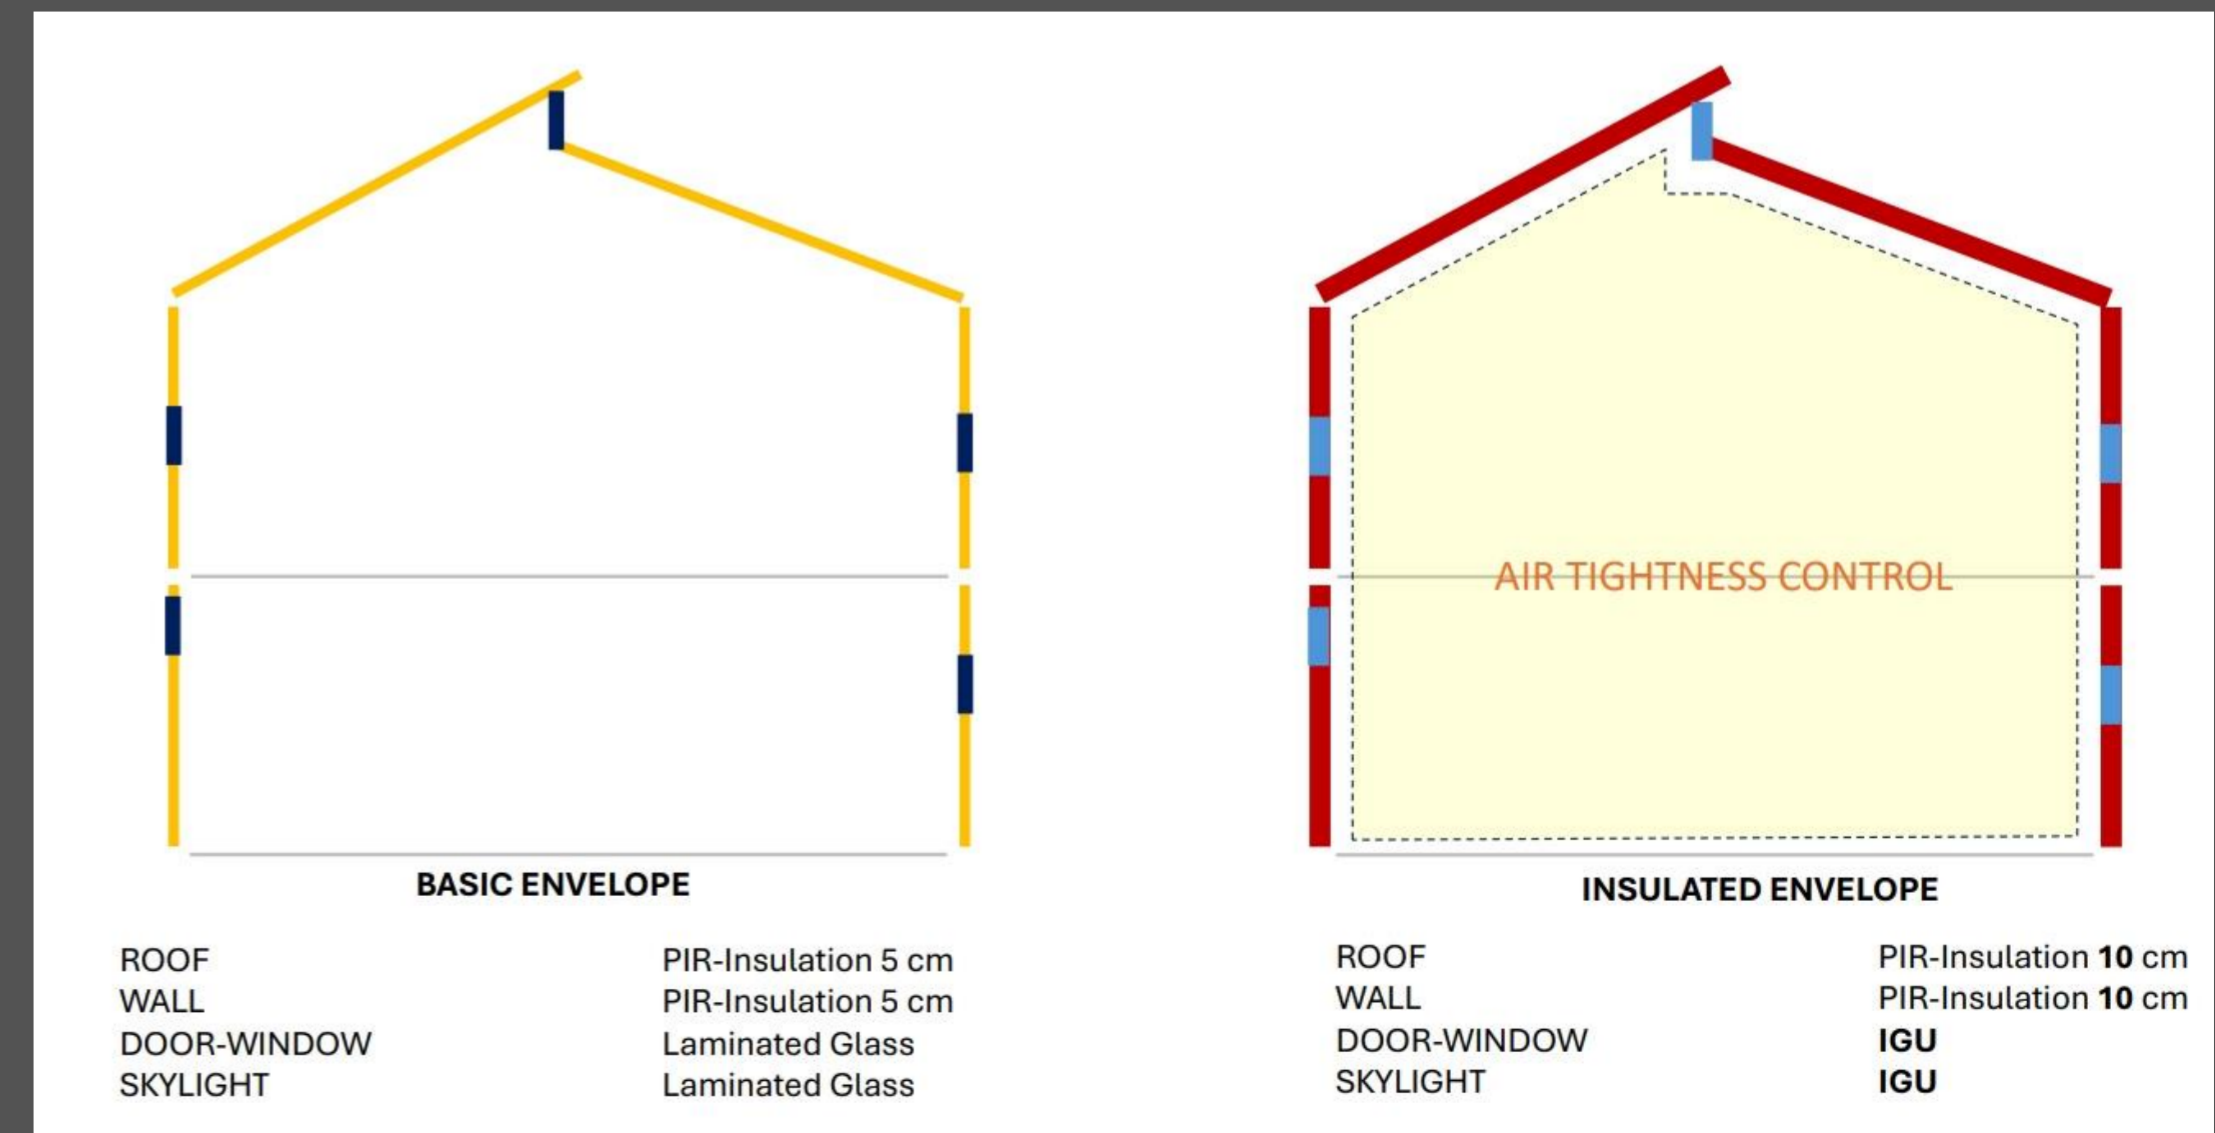 AIR TIGHTNESS CONTROL
BASIC ENVELOPE
ROOF PIR-Insulation 5 cm
WALL PIR-Insulation 5 cm
DOOR-WINDOW Laminated Glass
SKYLIGHT Laminated Glass
INSULATED ENVELOPE
ROOF PIR-Insulation 10 cm
WALL PIR-Insulation 10 cm
DOOR-WINDOW IGU
SKYLIGHT IGU